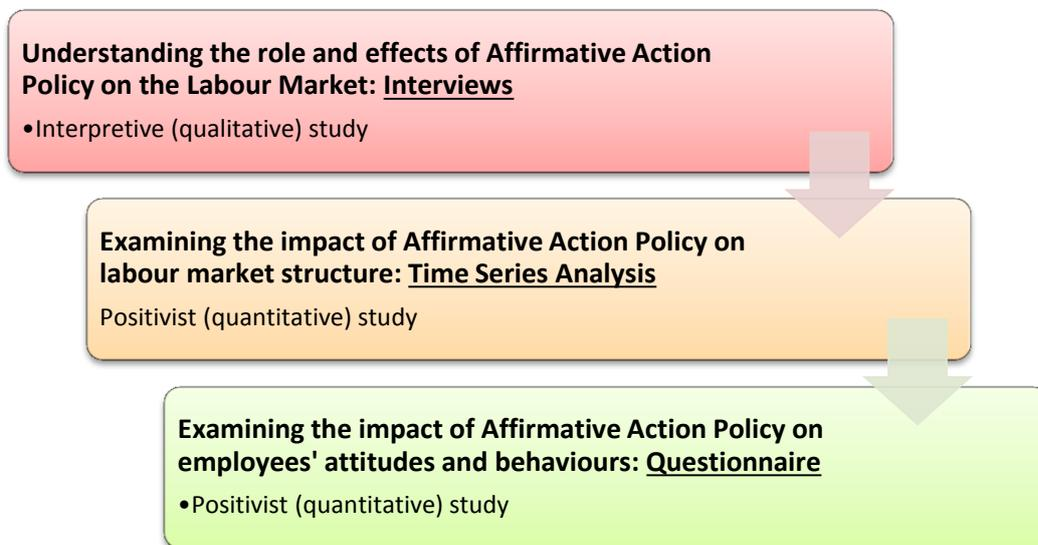 Understanding the role and effects of Affirmative Action
Policy on the Labour Market: Interviews
•Interpretive (qualitative) study
Examining the impact of Affirmative Action Policy on
labour market structure: Time Series Analysis
Positivist (quantitative) study
Examining the impact of Affirmative Action Policy on
employees' attitudes and behaviours: Questionnaire
•Positivist (quantitative) study